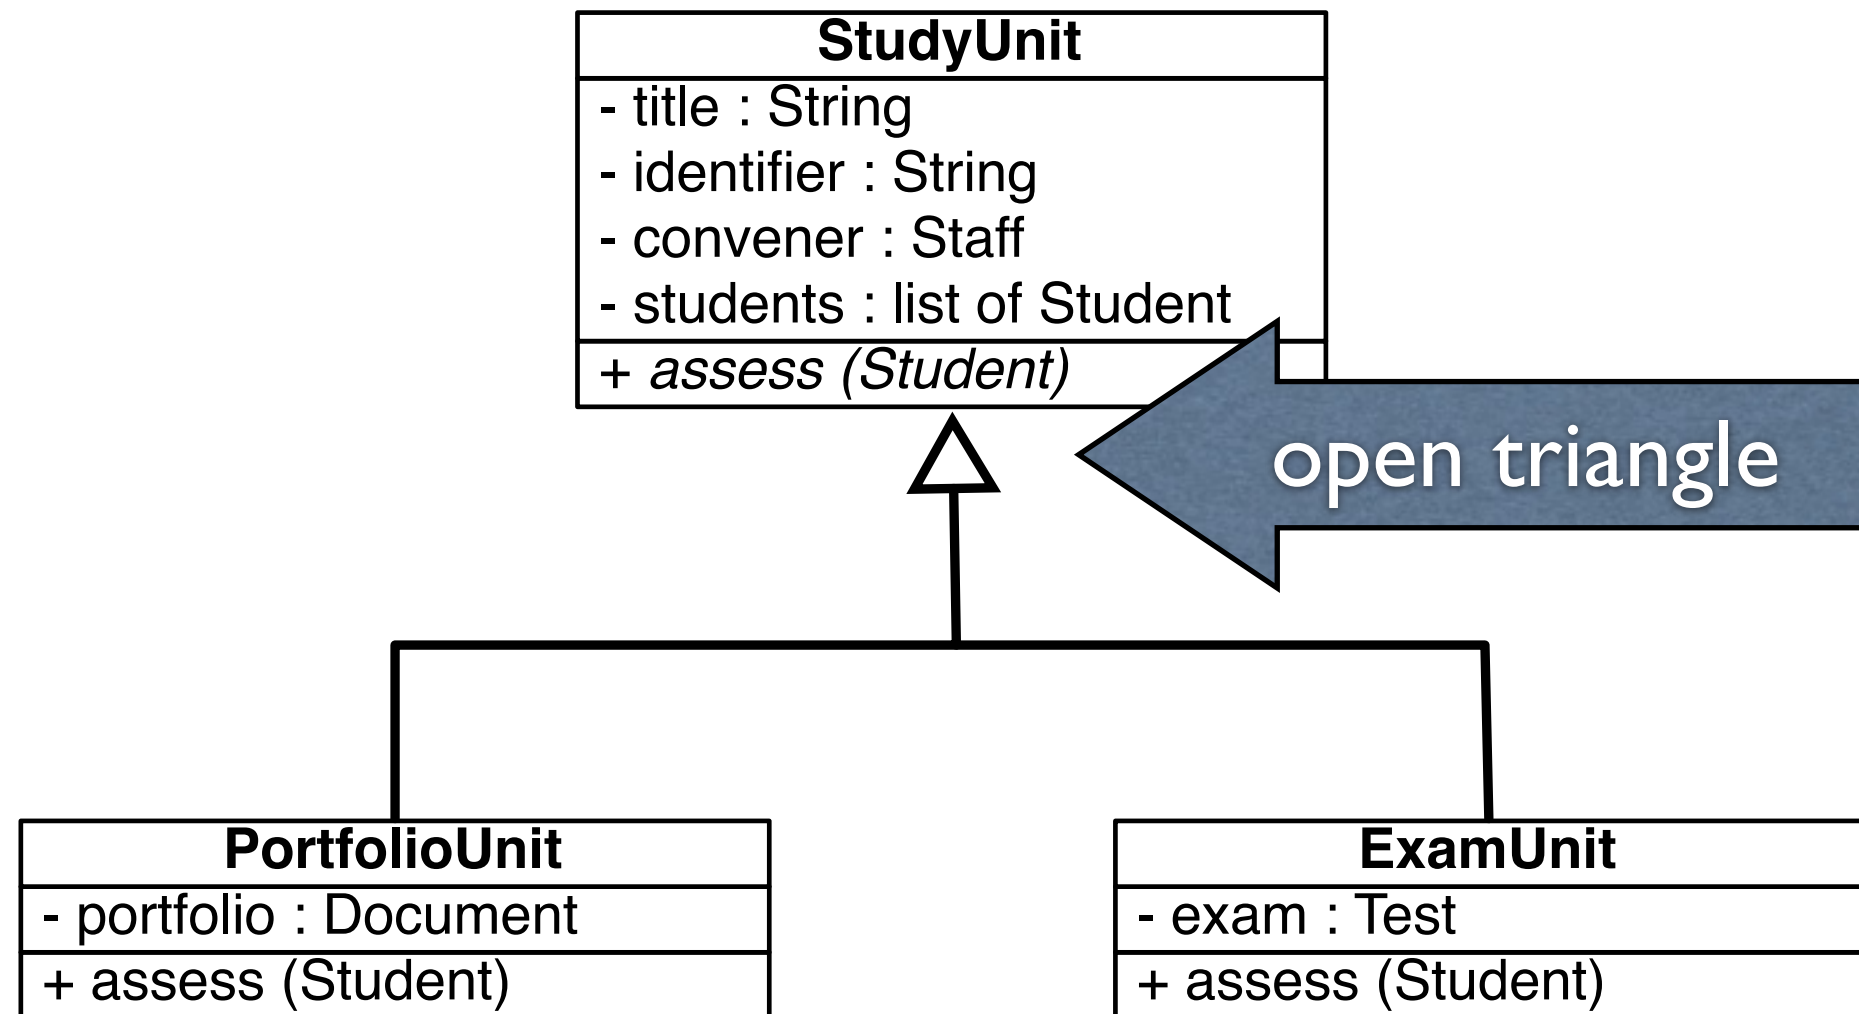 StudyUnit
- title : String
- identifier : String
- convener : Staff
- students : list of Student
+ assess (Student)
open triangle
PortfolioUnit
- portfolio : Document
+ assess (Student)
ExamUnit
- exam : Test
+ assess (Student)